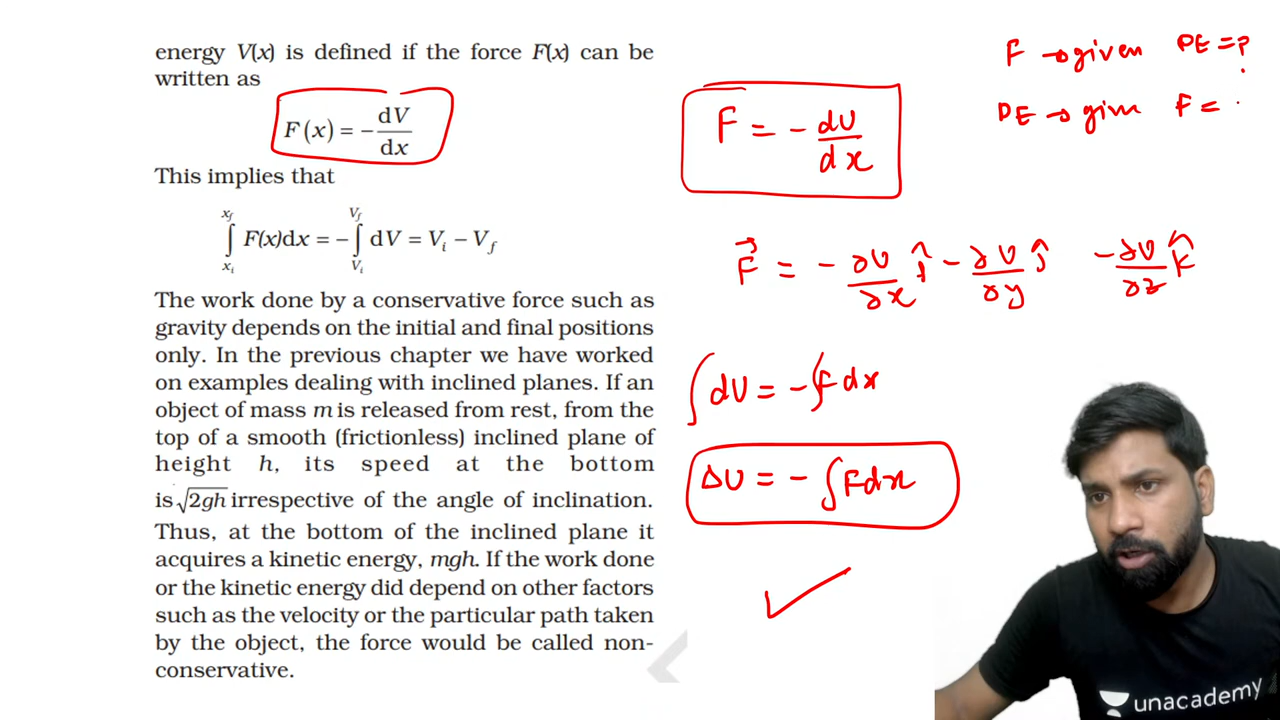 energy V(x) is defined if the force F(x) can be
written as
F(x) = − dV/dx
This implies that
∫_{x_i}^{x_f} F(x)dx = − ∫_{V_i}^{V_f} dV = V_i − V_f
The work done by a conservative force such as
gravity depends on the initial and final positions
only. In the previous chapter we have worked
on examples dealing with inclined planes. If an
object of mass m is released from rest, from the
top of a smooth (frictionless) inclined plane of
height h, its speed at the bottom
is √2gh irrespective of the angle of inclination.
Thus, at the bottom of the inclined plane it
acquires a kinetic energy, mgh. If the work done
or the kinetic energy did depend on other factors
such as the velocity or the particular path taken
by the object, the force would be called non-
conservative.
F → given PE = ?
PE → give F = .
F = − dU/dx
F⃗ = − ∂U/∂x î − ∂U/∂y ĵ − ∂U/∂z k̂
∫ dU = − ∫ F dx
ΔU = − ∫ F dx
unacademy